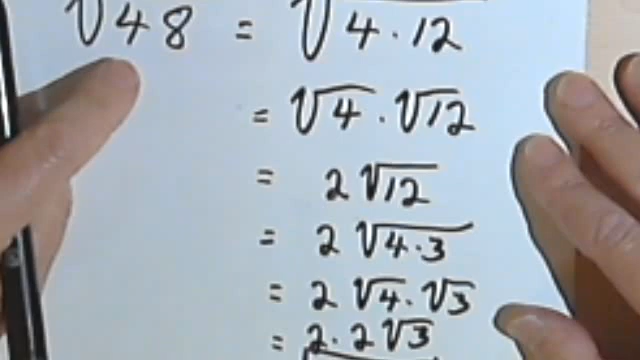 √48 = √4·12
= √4 · √12
= 2√12
= 2√4·3
= 2√4·√3
= 2·2√3